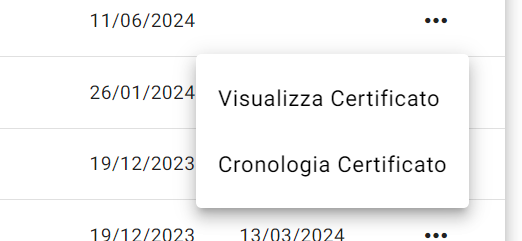 11/06/2024 •••
26/01/2024
Visualizza Certificato
19/12/2023
Cronologia Certificato
19/12/2023 13/03/2024 •••